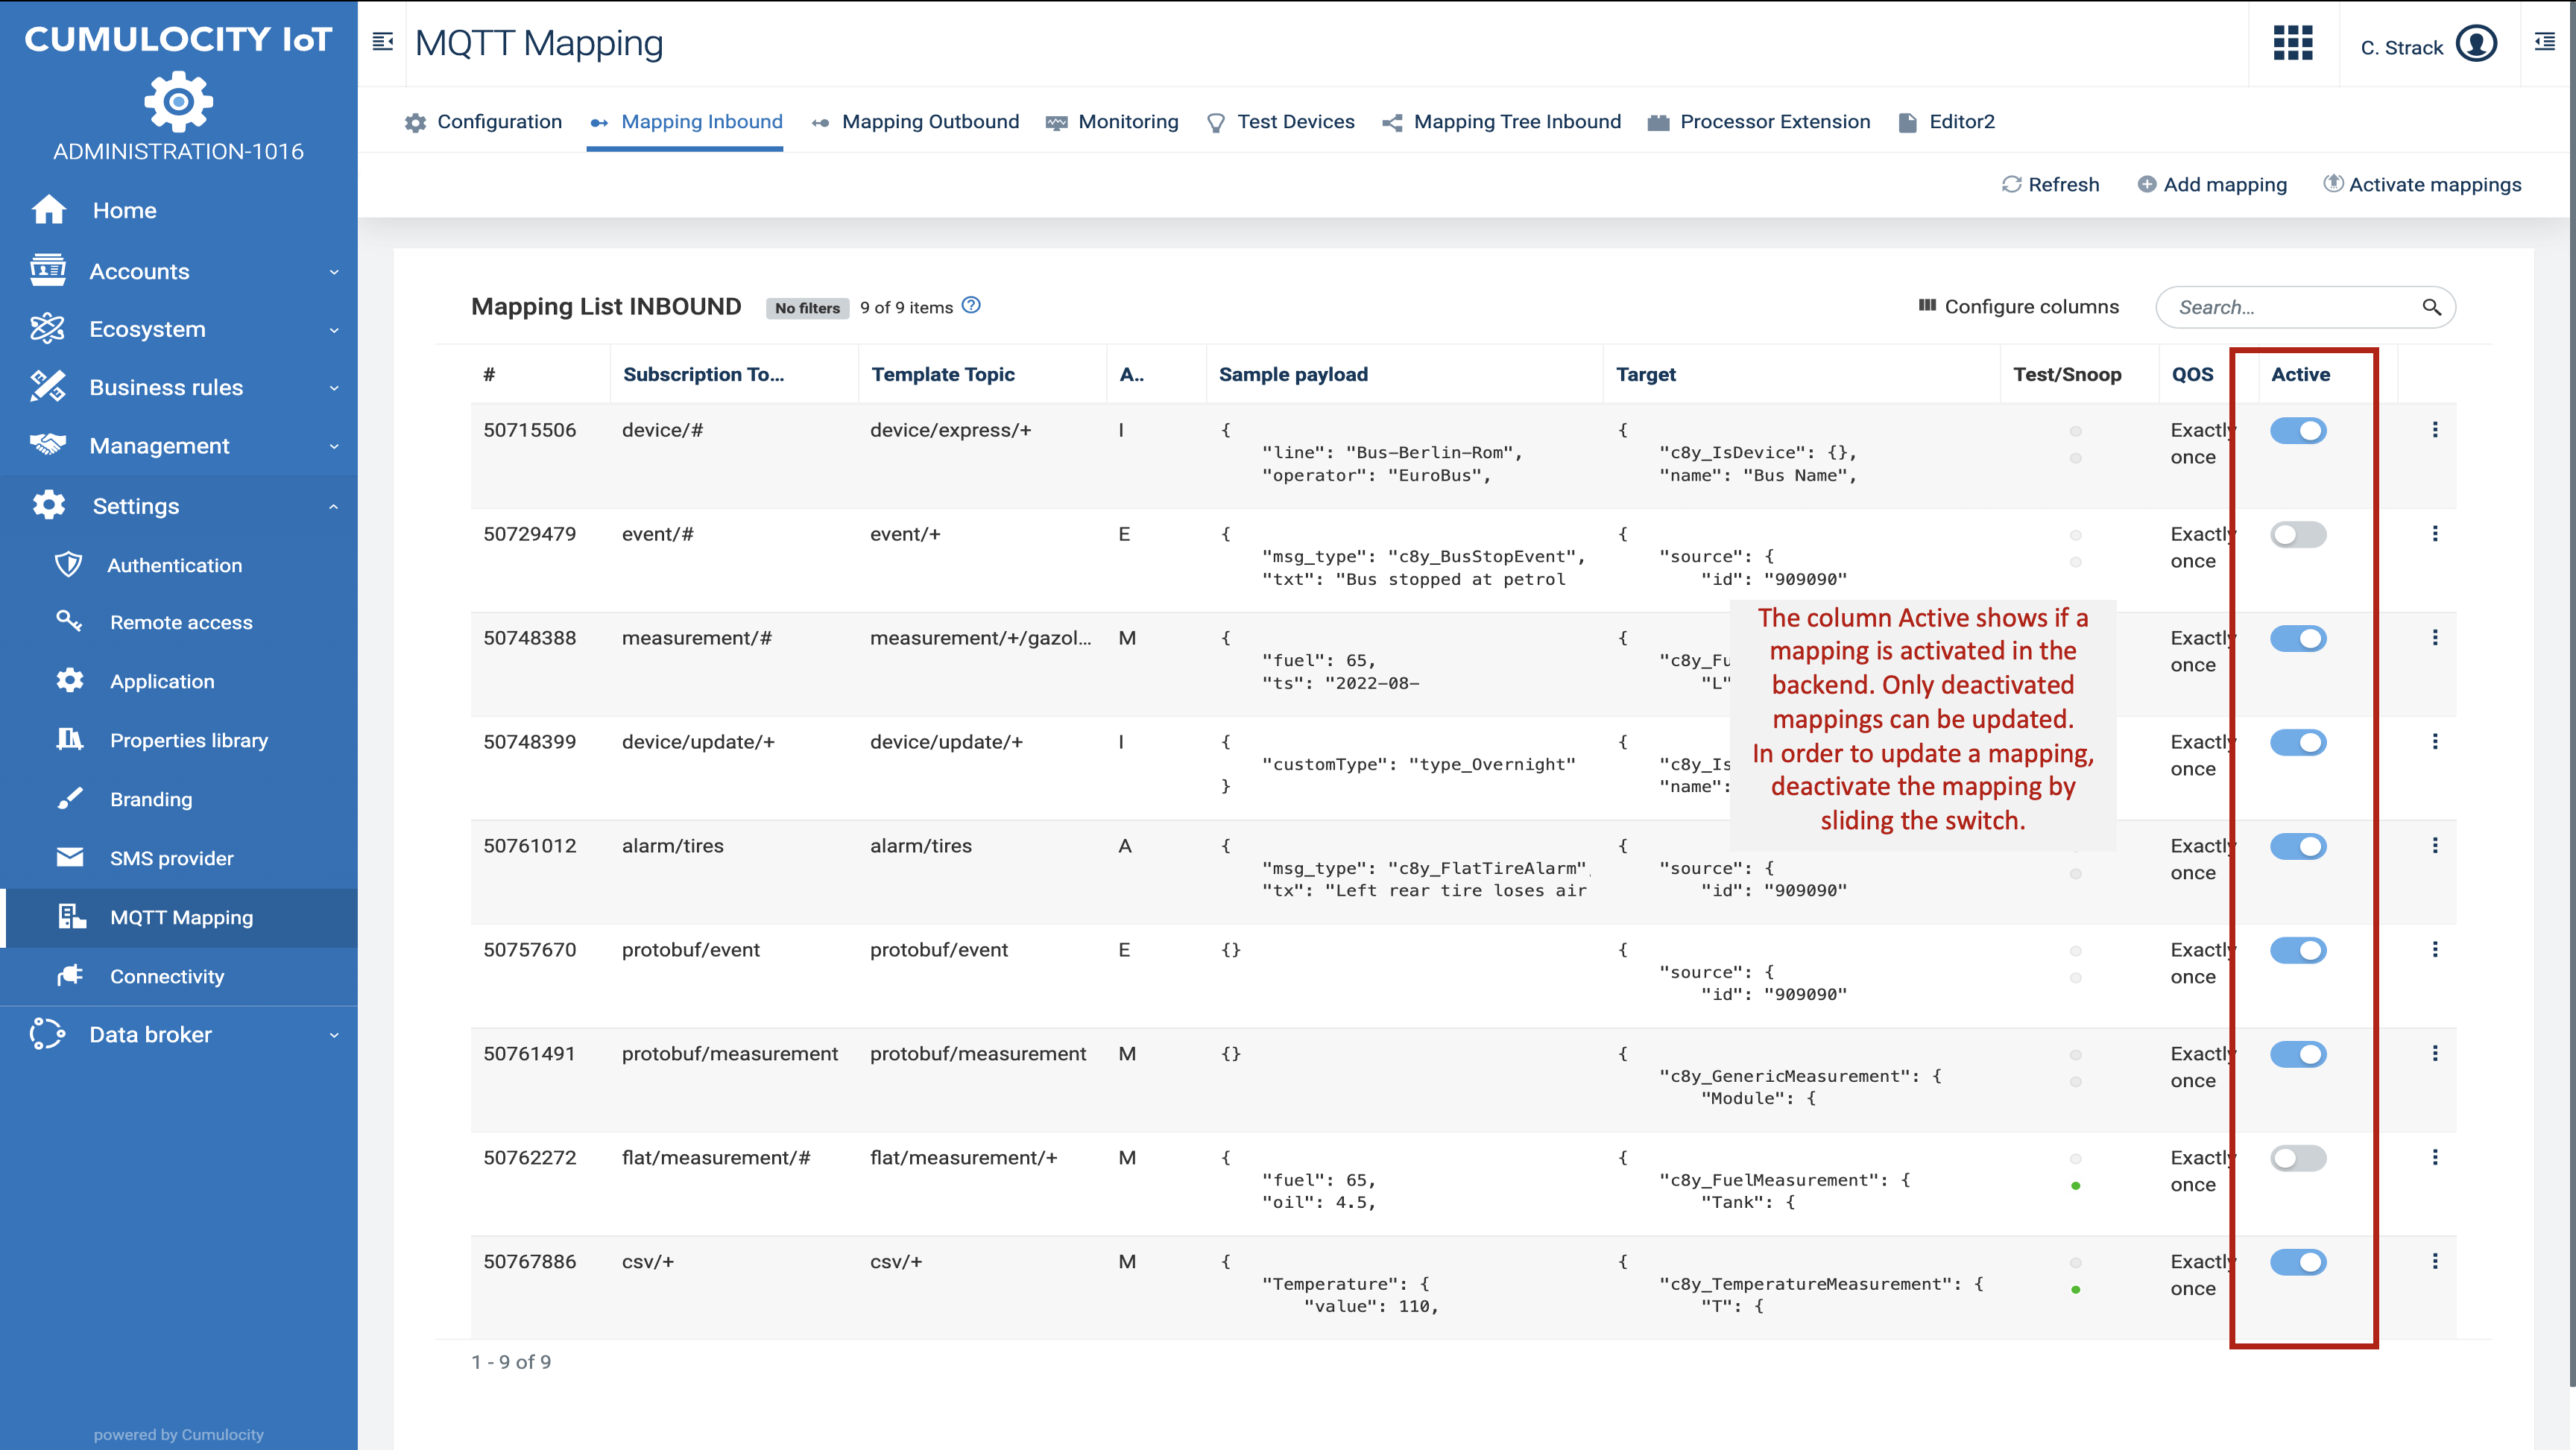 CUMULOCITY IoT
ADMINISTRATION-1016
Home
Accounts
Ecosystem
Business rules
Management
Settings
Authentication
Remote access
Application
Properties library
Branding
SMS provider
MQTT Mapping
Connectivity
Data broker
powered by Cumulocity
MQTT Mapping
C. Strack
Configuration Mapping Inbound Mapping Outbound Monitoring Test Devices Mapping Tree Inbound Processor Extension Editor2
Refresh Add mapping Activate mappings
Mapping List INBOUND No filters 9 of 9 items Configure columns Search...
# Subscription To... Template Topic A.. Sample payload Target Test/Snoop QOS Active
50715506 device/# device/express/+ I { { Exactly
"line": "Bus-Berlin-Rom", "c8y_IsDevice": {}, once
"operator": "EuroBus", "name": "Bus Name",
50729479 event/# event/+ E { { Exactly
"msg_type": "c8y_BusStopEvent", "source": { once
"txt": "Bus stopped at petrol "id": "909090"
50748388 measurement/# measurement/+/gazol... M { { Exactly
"fuel": 65, "c8y_Fu once
"ts": "2022-08- "L"
50748399 device/update/+ device/update/+ I { { Exactly
"customType": "type_Overnight" "c8y_Is once
} "name":
The column Active shows if a
mapping is activated in the
backend. Only deactivated
mappings can be updated.
In order to update a mapping,
deactivate the mapping by
sliding the switch.
50761012 alarm/tires alarm/tires A { { Exactly
"msg_type": "c8y_FlatTireAlarm", "source": { once
"tx": "Left rear tire loses air "id": "909090"
50757670 protobuf/event protobuf/event E {} { Exactly
"source": { once
"id": "909090"
50761491 protobuf/measurement protobuf/measurement M {} { Exactly
"c8y_GenericMeasurement": { once
"Module": {
50762272 flat/measurement/# flat/measurement/+ M { { Exactly
"fuel": 65, "c8y_FuelMeasurement": { once
"oil": 4.5, "Tank": {
50767886 csv/+ csv/+ M { { Exactly
"Temperature": { "c8y_TemperatureMeasurement": { once
"value": 110, "T": {
1 - 9 of 9